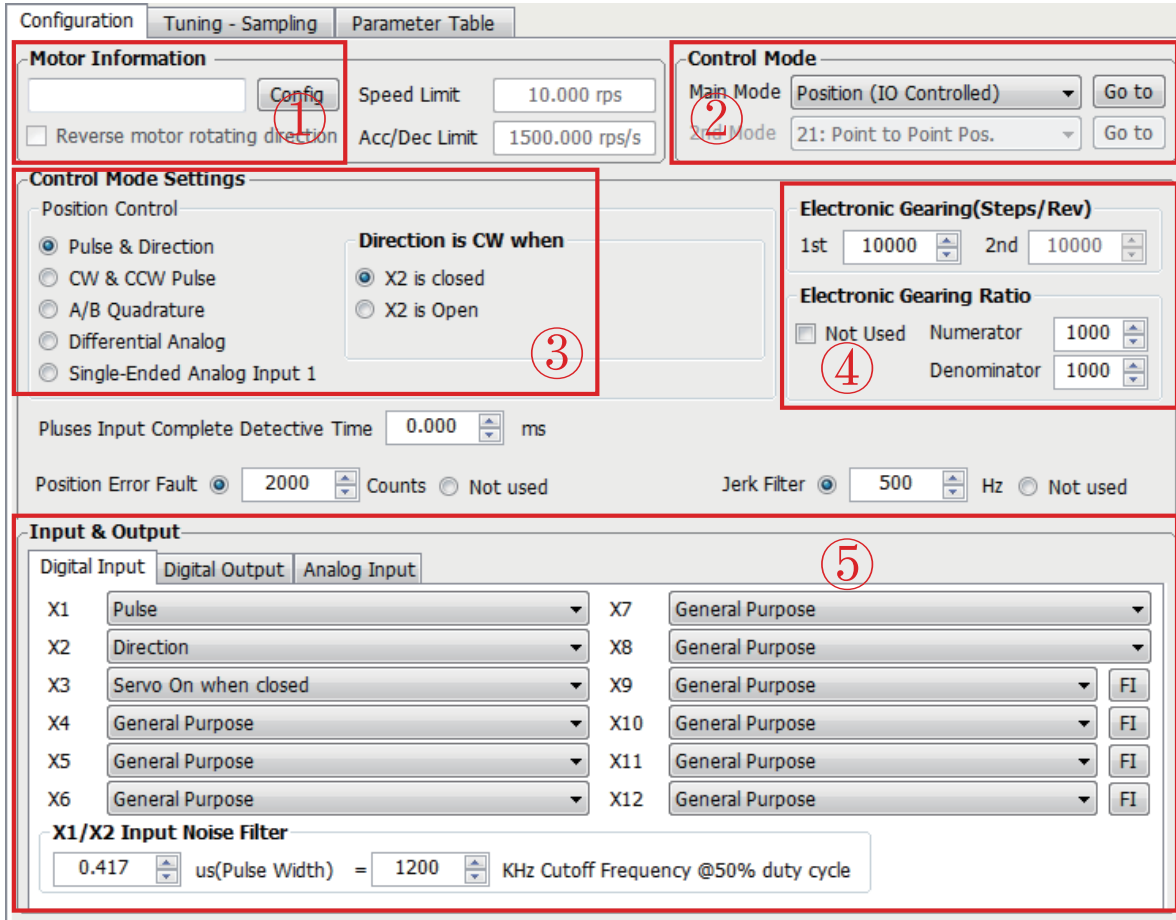 Configuration Tuning - Sampling Parameter Table
Motor Information
Config
①
Reverse motor rotating direction
Speed Limit 10.000 rps
Acc/Dec Limit 1500.000 rps/s
Control Mode
Main Mode Position (IO Controlled) Go to
②
2nd Mode 21: Point to Point Pos. Go to
Control Mode Settings
Position Control
Pulse & Direction
CW & CCW Pulse
A/B Quadrature
Differential Analog
Single-Ended Analog Input 1
Direction is CW when
X2 is closed
X2 is Open
③
Electronic Gearing(Steps/Rev)
1st 10000 2nd 10000
Electronic Gearing Ratio
Not Used Numerator 1000
④
Denominator 1000
Pluses Input Complete Detective Time 0.000 ms
Position Error Fault 2000 Counts Not used Jerk Filter 500 Hz Not used
Input & Output
⑤
Digital Input Digital Output Analog Input
X1 Pulse X7 General Purpose
X2 Direction X8 General Purpose
X3 Servo On when closed X9 General Purpose FI
X4 General Purpose X10 General Purpose FI
X5 General Purpose X11 General Purpose FI
X6 General Purpose X12 General Purpose FI
X1/X2 Input Noise Filter
0.417 us(Pulse Width) = 1200 KHz Cutoff Frequency @50% duty cycle